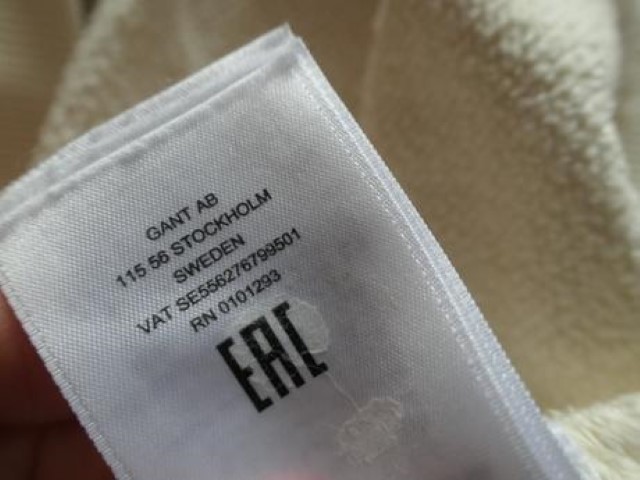 GANT AB
115 56 STOCKHOLM
SWEDEN
VAT SE556276799501
RN 0101293
EAC